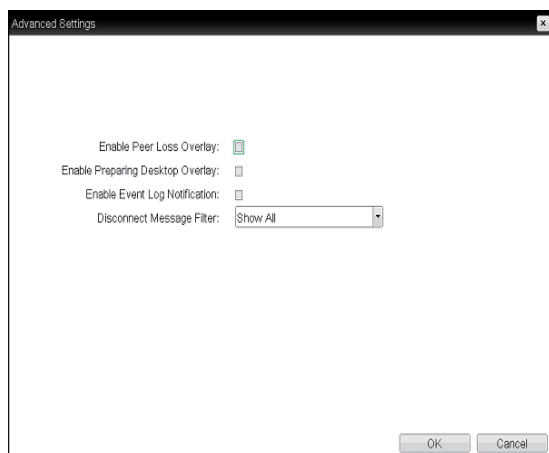 Advanced Settings
Enable Peer Loss Overlay:
Enable Preparing Desktop Overlay:
Enable Event Log Notification:
Disconnect Message Filter: Show All
OK Cancel